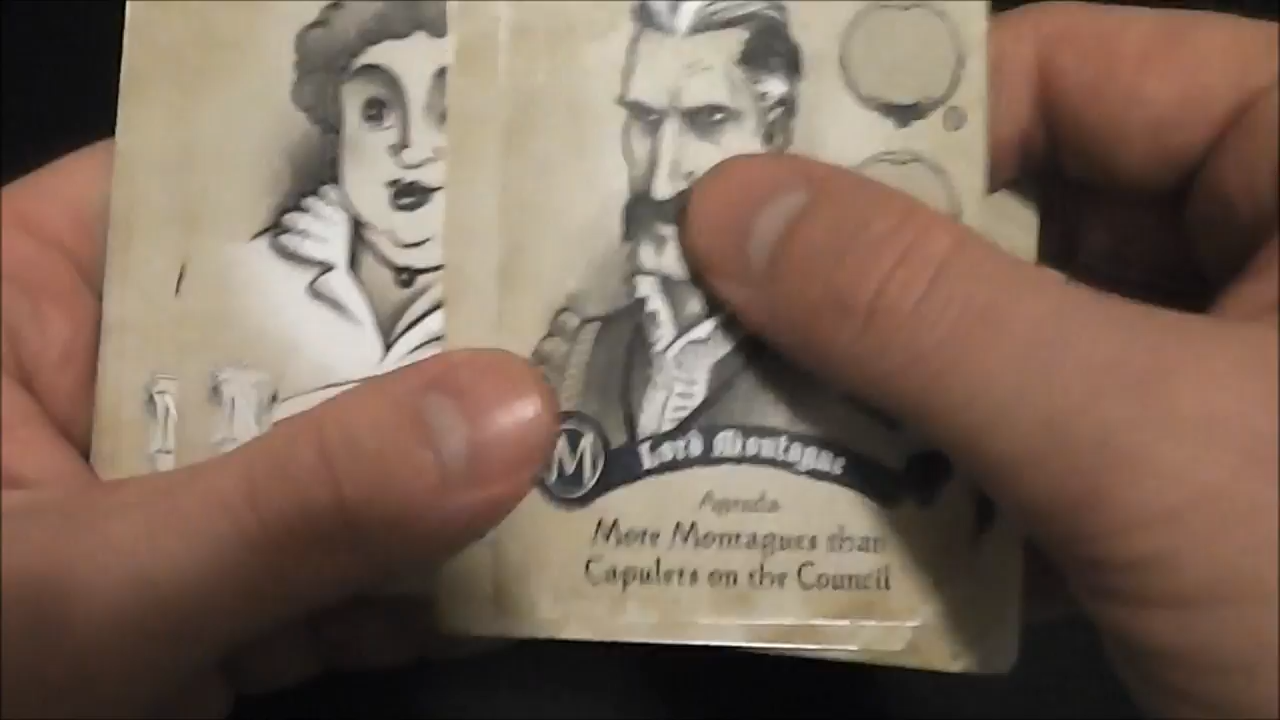 M
Lord Montague
Agenda
More Montagues than
Capulets on the Council